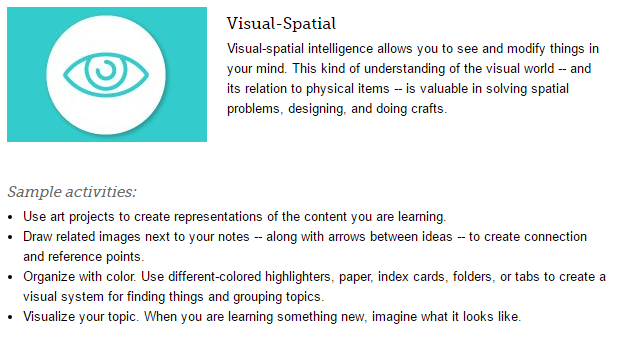 Visual-Spatial
Visual-spatial intelligence allows you to see and modify things in
your mind. This kind of understanding of the visual world -- and
its relation to physical items -- is valuable in solving spatial
problems, designing, and doing crafts.
Sample activities:
• Use art projects to create representations of the content you are learning.
• Draw related images next to your notes -- along with arrows between ideas -- to create connection
and reference points.
• Organize with color. Use different-colored highlighters, paper, index cards, folders, or tabs to create a
visual system for finding things and grouping topics.
• Visualize your topic. When you are learning something new, imagine what it looks like.